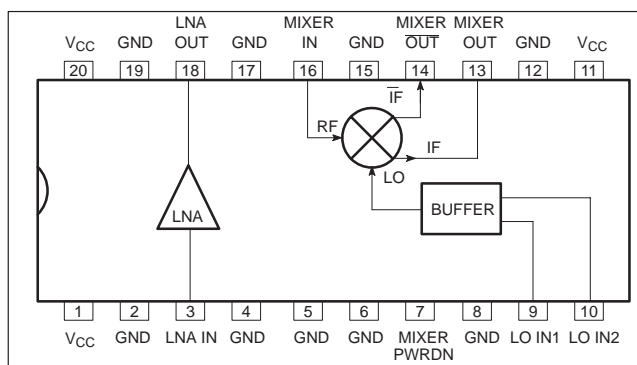 LNA MIXER MIXER MIXER
VCC GND OUT GND IN GND OUT OUT GND VCC
20 19 18 17 16 15 14 13 12 11
IF
RF
IF
LO
LNA
BUFFER
1 2 3 4 5 6 7 8 9 10
VCC GND LNA IN GND GND GND MIXER GND LO IN1 LO IN2
PWRDN